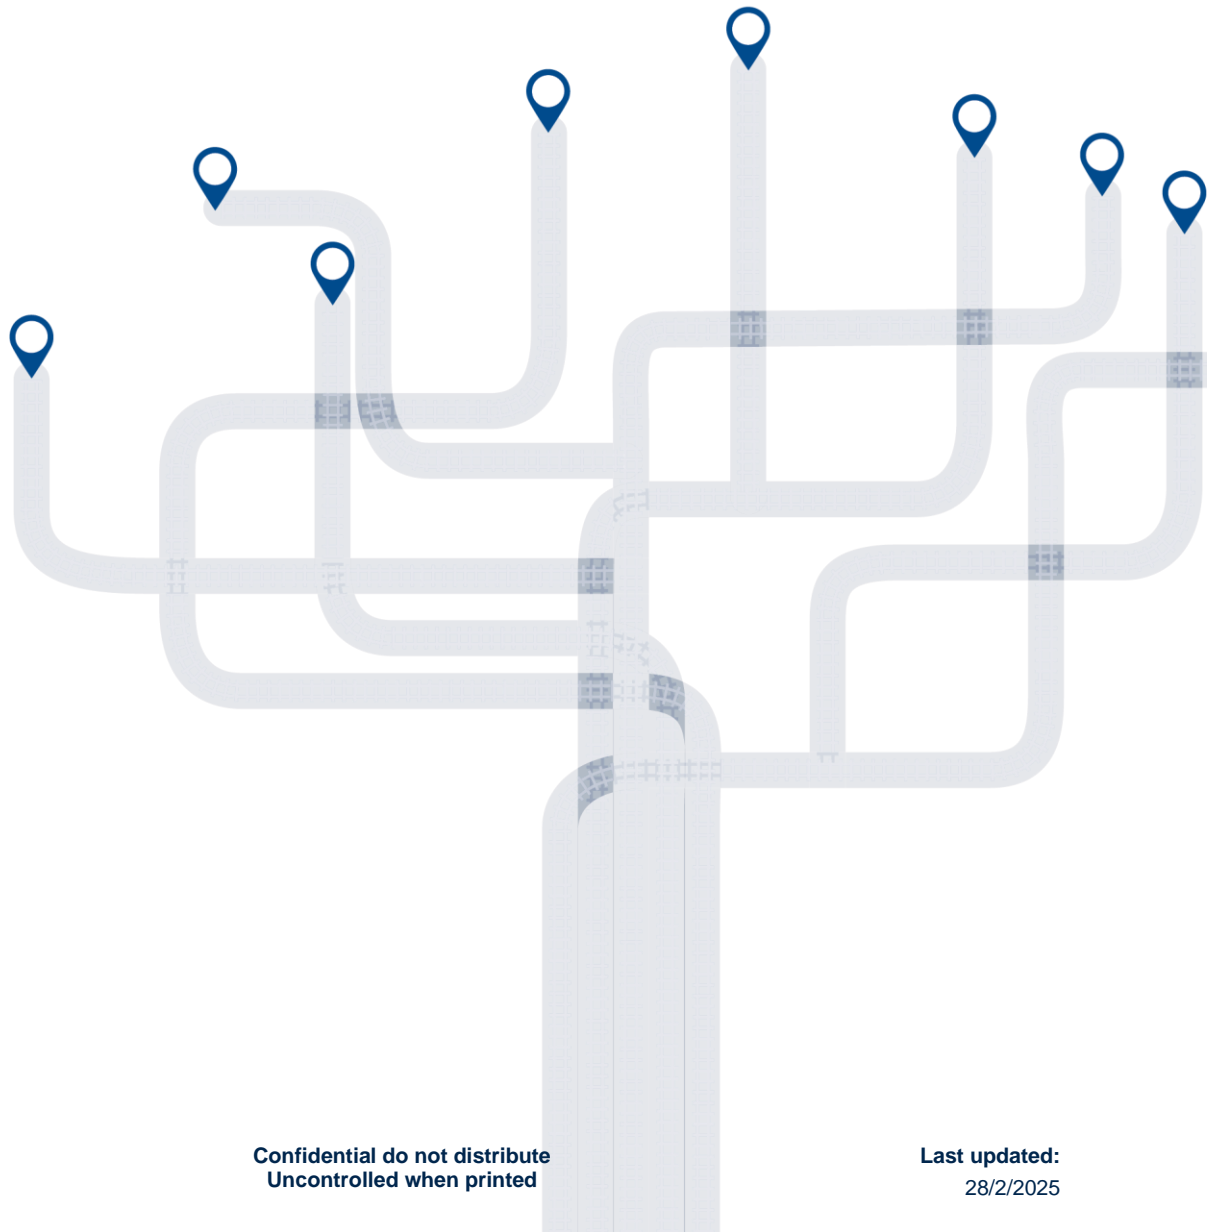 Confidential do not distribute
Uncontrolled when printed
Last updated:
28/2/2025